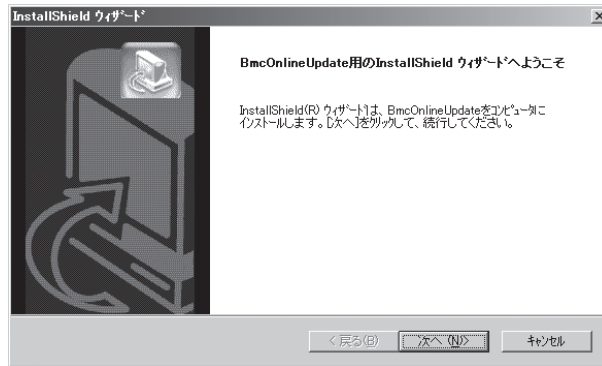 InstallShield ウィザード
BmcOnlineUpdate用のInstallShield ウィザードへようこそ
InstallShield(R) ウィザードは、BmcOnlineUpdateをコンピュータに
インストールします。[次へ]をクリックして、続行してください。
< 戻る(B)
次へ (N)>
キャンセル